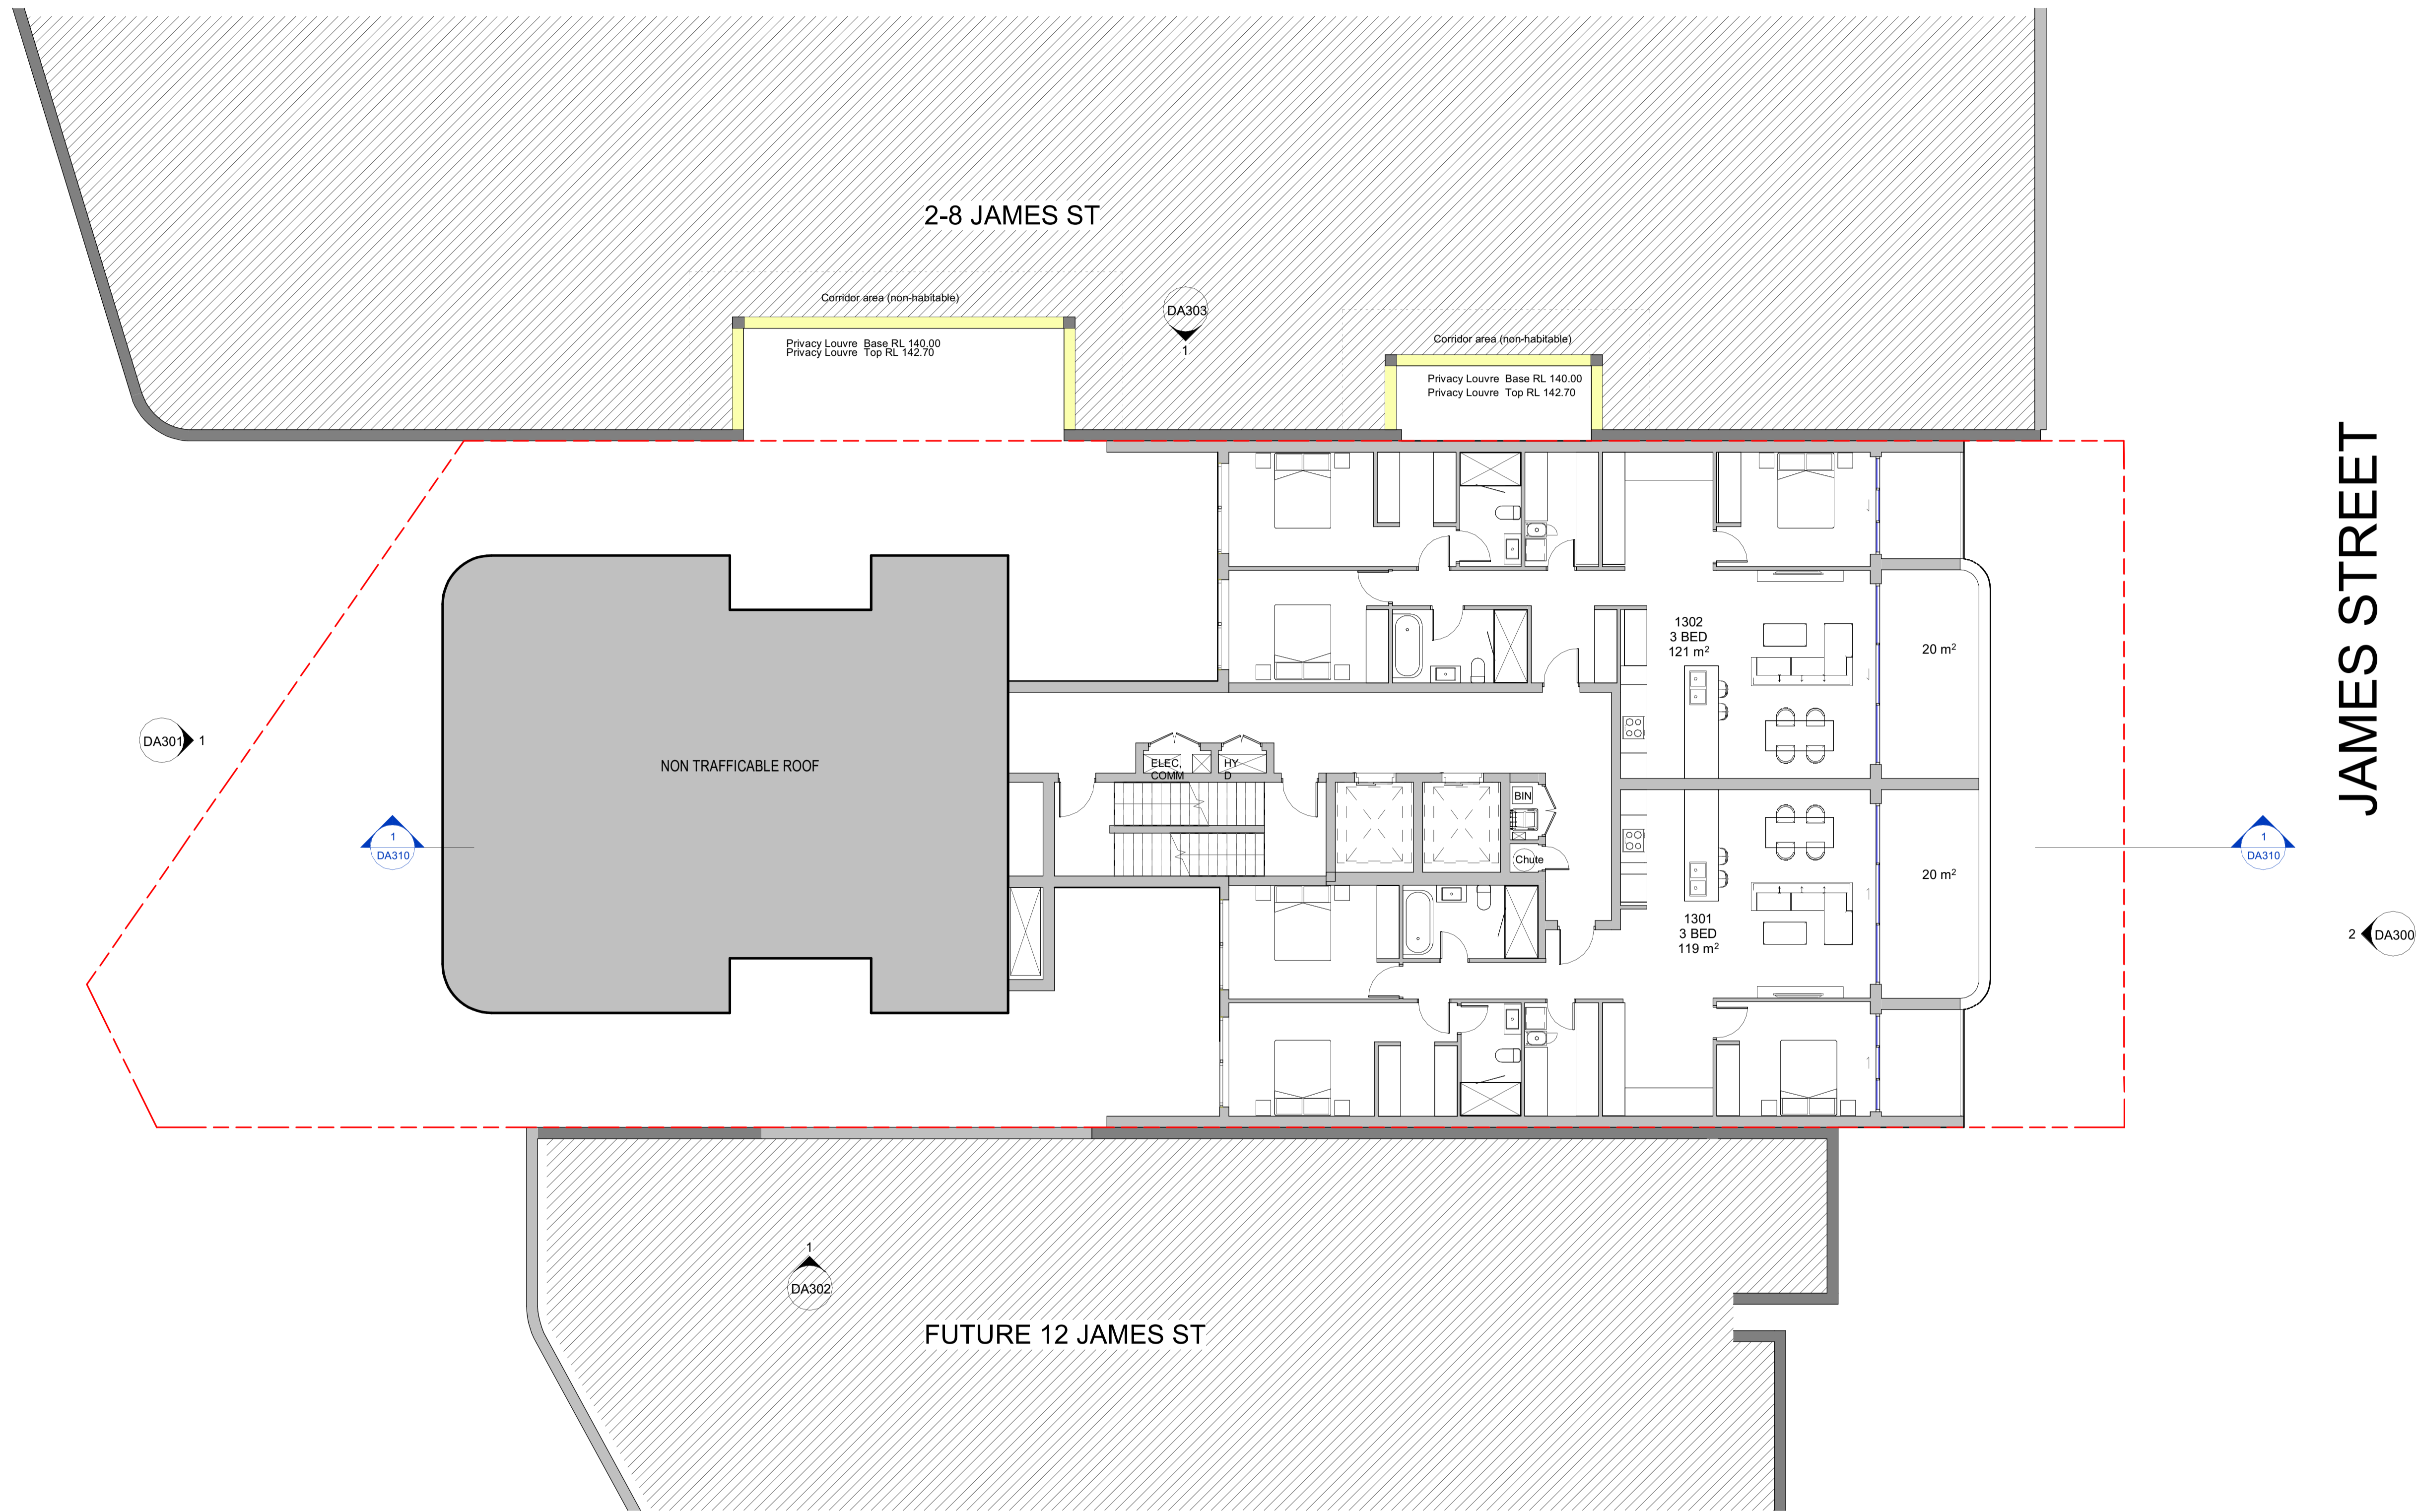 2-8 JAMES ST
Corridor area (non-habitable)
Privacy Louvre  Base RL 140.00
Privacy Louvre  Top RL 142.70
DA303
1
Corridor area (non-habitable)
Privacy Louvre  Base RL 140.00
Privacy Louvre  Top RL 142.70
JAMES STREET
1302
3 BED
121 m²
20 m²
DA301
1
NON TRAFFICABLE ROOF
ELEC,
COMM
HY
D
BIN
Chute
1
DA310
1
DA310
20 m²
1301
3 BED
119 m²
2
DA300
1
DA302
FUTURE 12 JAMES ST